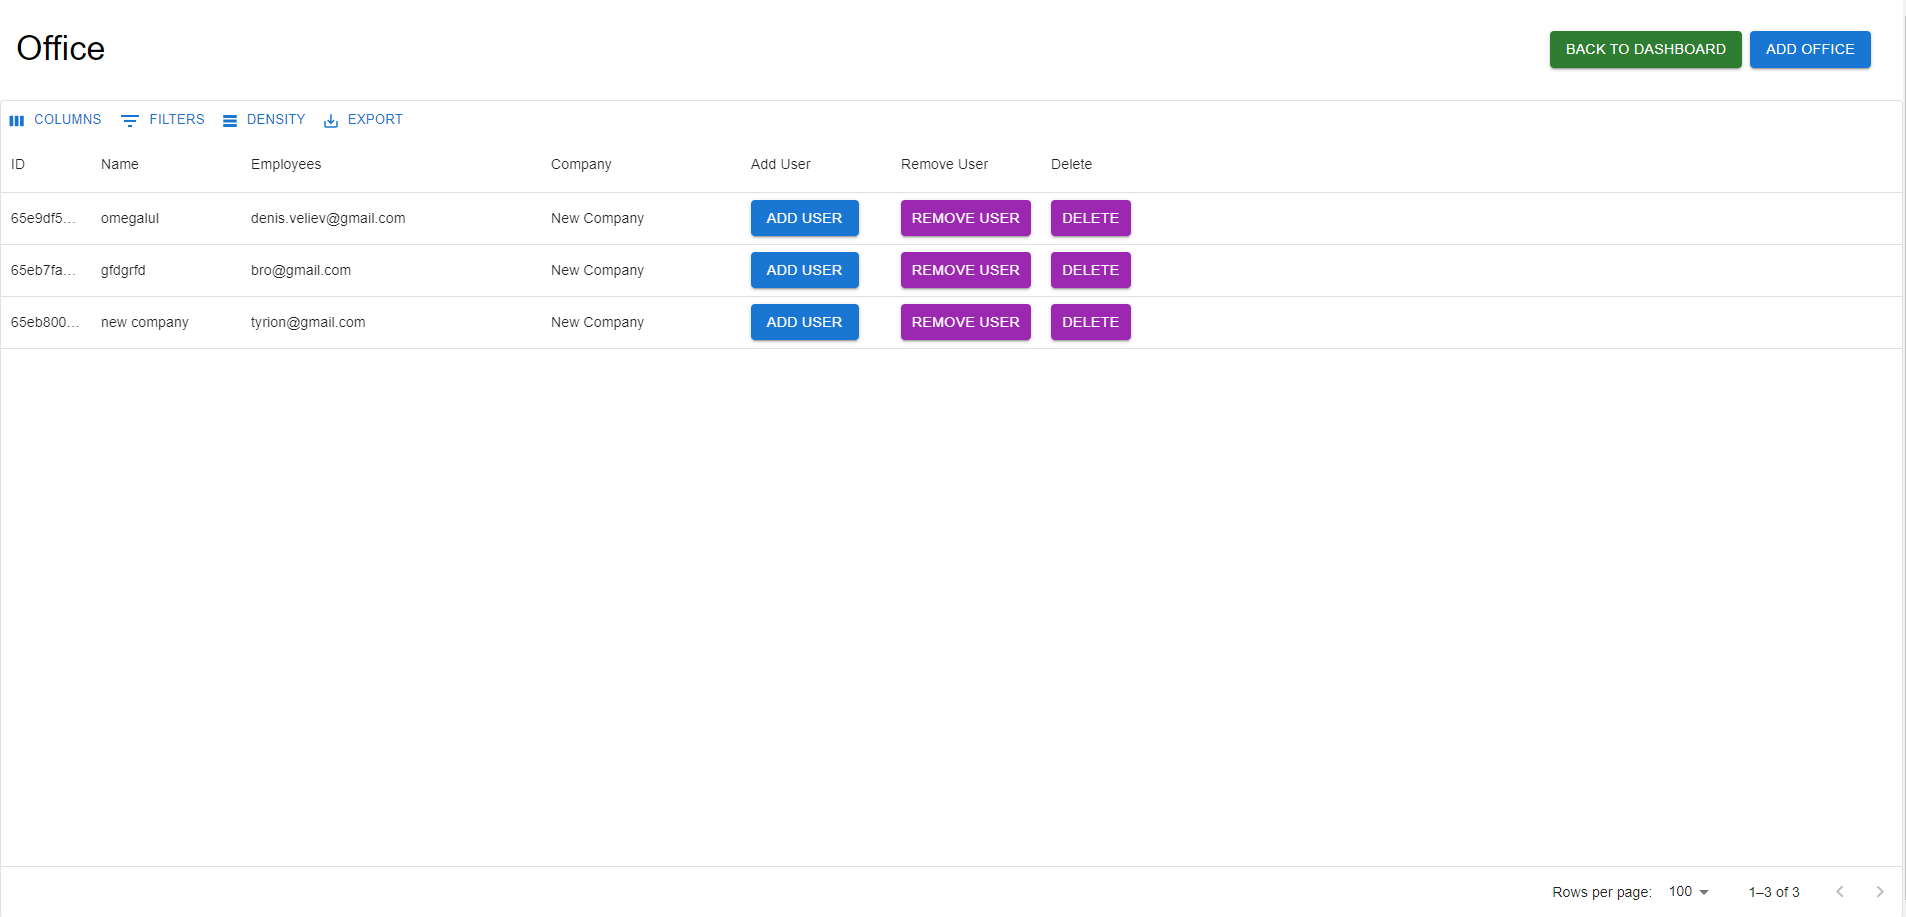 Office
BACK TO DASHBOARD ADD OFFICE
COLUMNS FILTERS DENSITY EXPORT
ID Name Employees Company Add User Remove User Delete
65e9df5... omegalul denis.veliev@gmail.com New Company ADD USER REMOVE USER DELETE
65eb7fa... gfdgrfd bro@gmail.com New Company ADD USER REMOVE USER DELETE
65eb800... new company tyrion@gmail.com New Company ADD USER REMOVE USER DELETE
Rows per page: 100 1–3 of 3